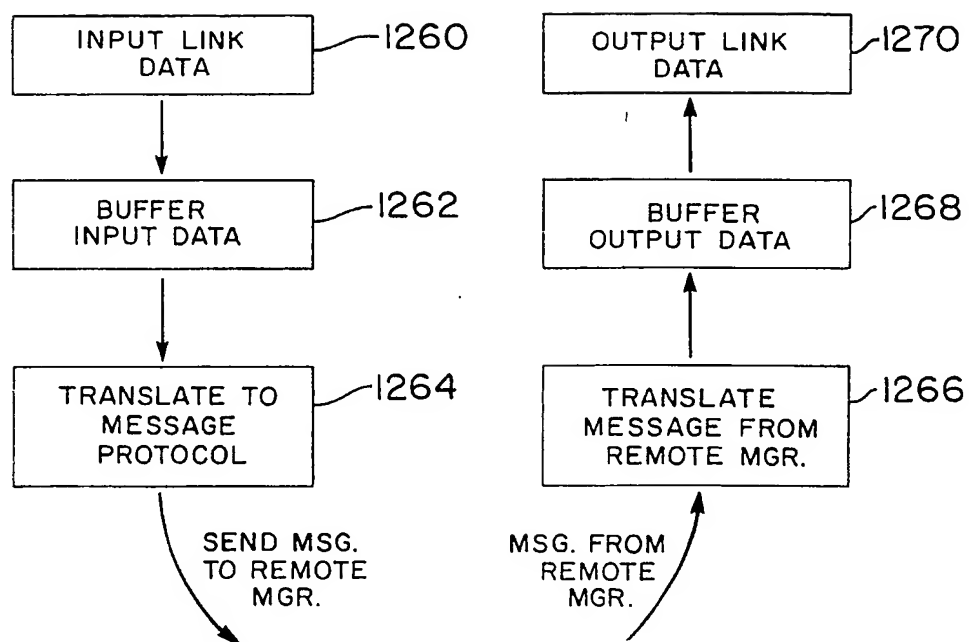 INPUT LINK
DATA
1260
BUFFER
INPUT DATA
1262
TRANSLATE TO
MESSAGE
PROTOCOL
1264
SEND MSG.
TO REMOTE
MGR.
OUTPUT LINK
DATA
1270
BUFFER
OUTPUT DATA
1268
TRANSLATE
MESSAGE FROM
REMOTE MGR.
1266
MSG. FROM
REMOTE
MGR.